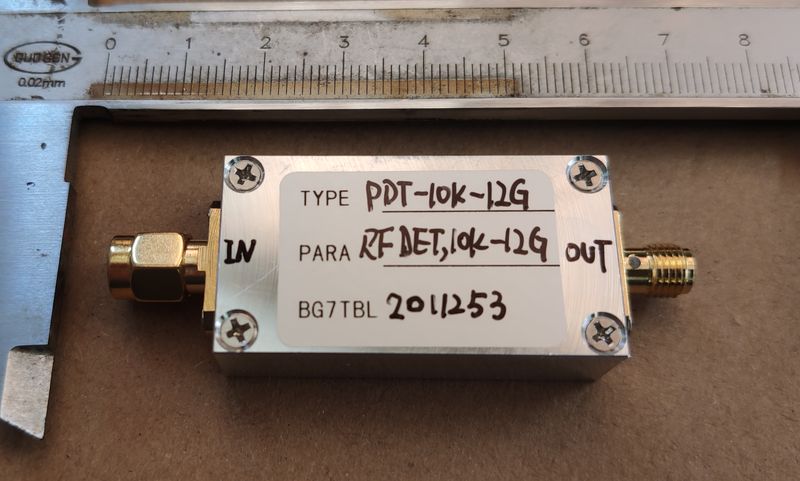 0 1 2 3 4 5 6 7 8
0.02mm
TYPE PDT-10K-12G
IN
PARA RF DET,10K-12G
OUT
BG7TBL 2011253